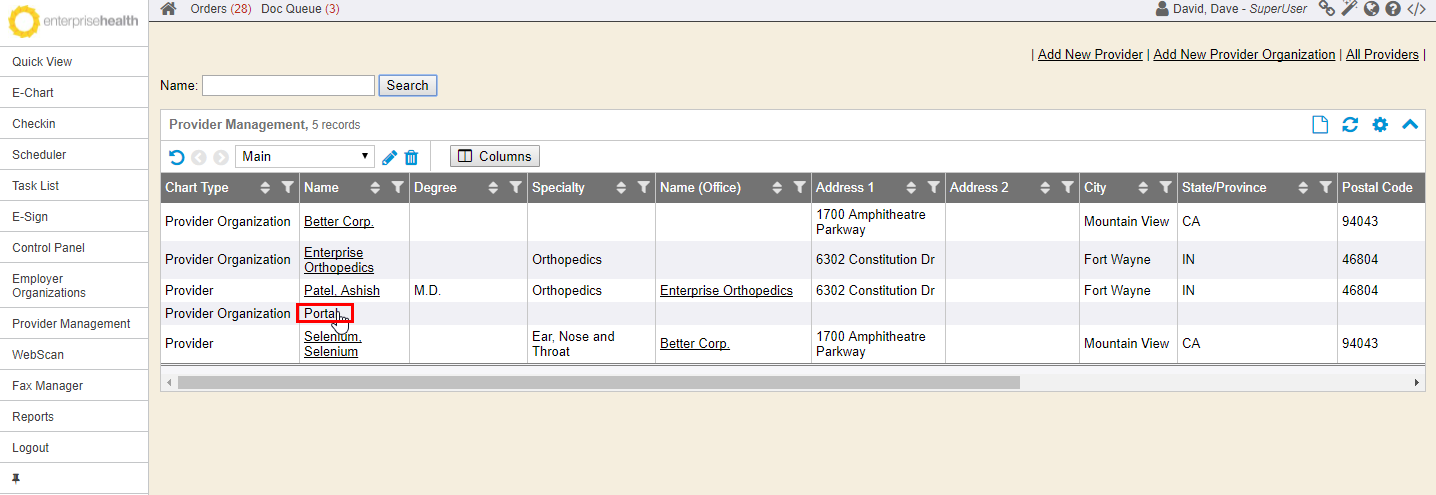 enterprisehealth
Orders (28) Doc Queue (3)
David, Dave - SuperUser
Quick View
E-Chart
Checkin
Scheduler
Task List
E-Sign
Control Panel
Employer
Organizations
Provider Management
WebScan
Fax Manager
Reports
Logout
| Add New Provider | Add New Provider Organization | All Providers |
Name: Search
Provider Management, 5 records
Main Columns
Chart Type Name Degree Specialty Name (Office) Address 1 Address 2 City State/Province Postal Code
Provider Organization Better Corp. 1700 Amphitheatre Mountain View CA 94043
Parkway
Provider Organization Enterprise Orthopedics 6302 Constitution Dr Fort Wayne IN 46804
Orthopedics
Provider Patel, Ashish M.D. Orthopedics Enterprise Orthopedics 6302 Constitution Dr Fort Wayne IN 46804
Provider Organization Portal
Provider Selenium, Ear, Nose and Better Corp. 1700 Amphitheatre Mountain View CA 94043
Selenium Throat Parkway